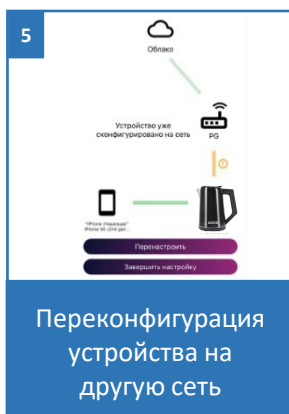 5
Облако
Устройство уже
сконфигурировано на сеть
PG
Перенастроить
Завершить настройку
Переконфигурация
устройства на
другую сеть